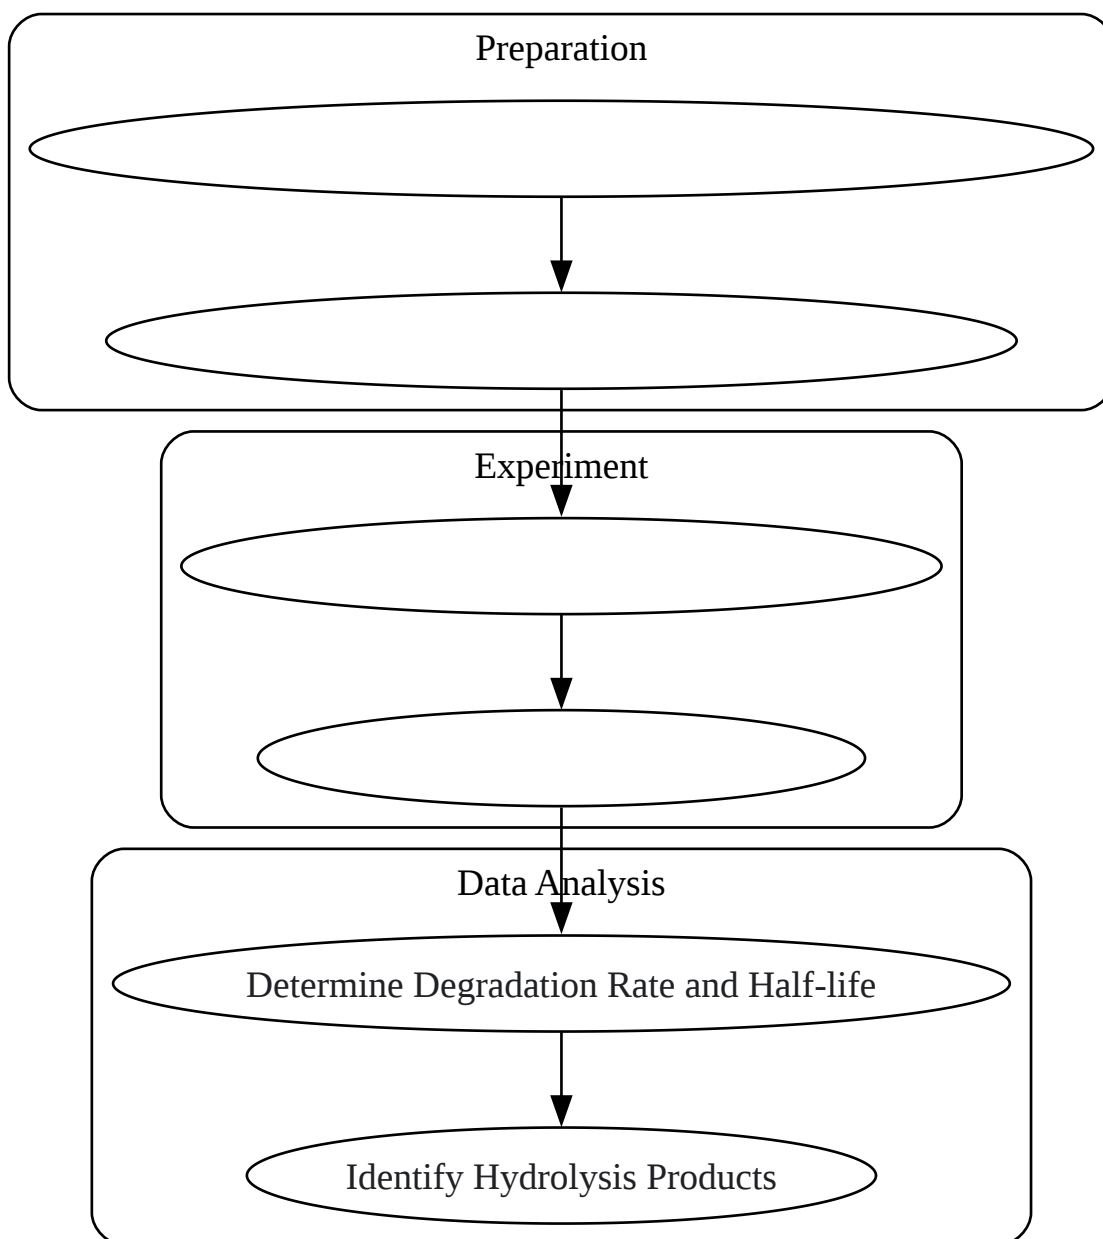 Preparation
Experiment
Data Analysis
Determine Degradation Rate and Half-life
Identify Hydrolysis Products